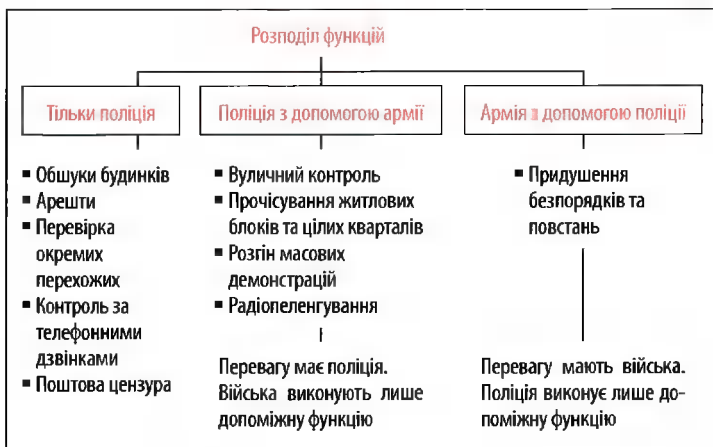 Розподіл функцій
Тільки поліція
Поліція з допомогою армії
Армія з допомогою поліції
▪ Обшуки будинків
▪ Арешти
▪ Перевірка
окремих
перехожих
▪ Контроль за
телефонними
дзвінками
▪ Поштова цензура
▪ Вуличний контроль
▪ Прочісування житлових
блоків та цілих кварталів
▪ Розгін масових
демонстрацій
▪ Радіопеленгування
Перевагу має поліція.
Війська виконують лише
допоміжну функцію
▪ Придушення
безпорядків та
повстань
Перевагу мають війська.
Поліція виконує лише до-
поміжну функцію